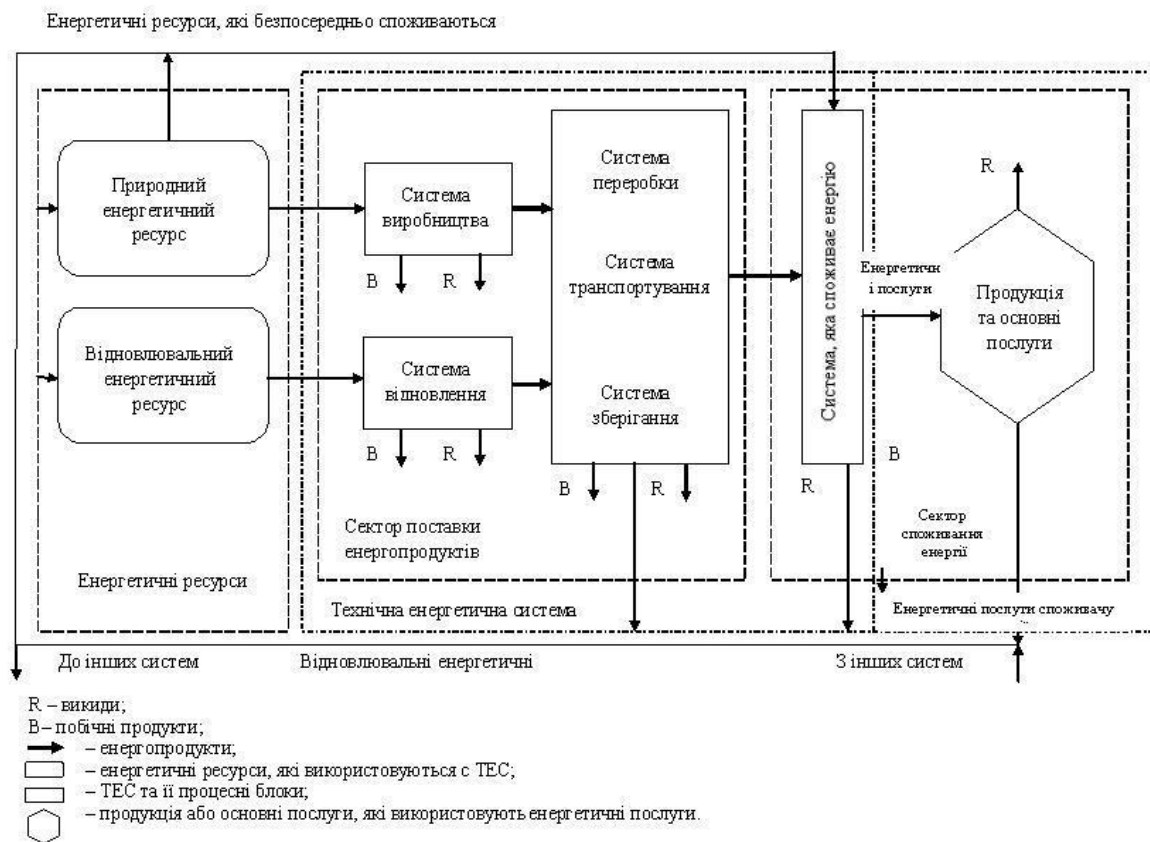 Енергетичні ресурси, які безпосередньо споживаються
Природний
енергетичний
ресурс
Відновлювальний
енергетичний
ресурс
Енергетичні ресурси
Система
виробництва
B
R
Система
відновлення
B
R
Система
переробки
Система
транспортування
Система
зберігання
B
R
Сектор поставки
енергопродуктів
Технічна енергетична система
Система, яка споживає енергію
R
B
Енергетичн
і послуги
R
Продукція
та основні
послуги
Сектор
споживання
енергії
Енергетичні послуги споживачу
До інших систем
Відновлювальні енергетичні
З інших систем
R – викиди;
B – побічні продукти;
– енергопродукти;
– енергетичні ресурси, які використовуються с ТЕС;
– ТЕС та її процесні блоки;
– продукція або основні послуги, які використовують енергетичні послуги.